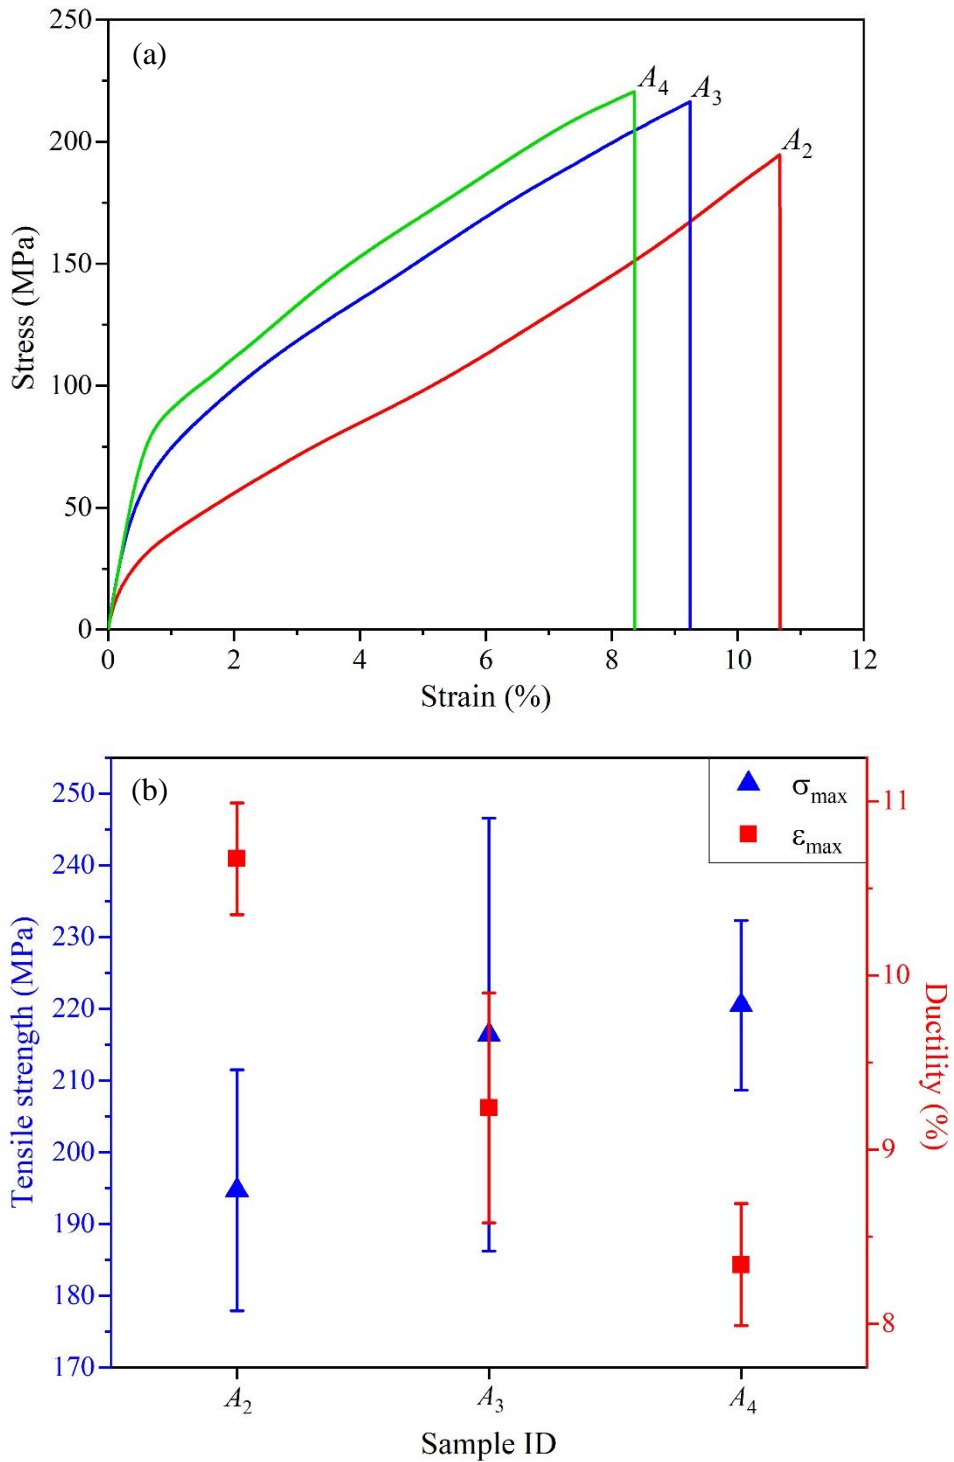 (a)
250
200
150
100
50
0
Stress (MPa)
A₄
A₃
A₂
0 2 4 6 8 10 12
Strain (%)
(b)
σmax
εmax
250
240
230
220
210
200
190
180
170
Tensile strength (MPa)
11
10
9
8
Ductility (%)
A₂ A₃ A₄
Sample ID